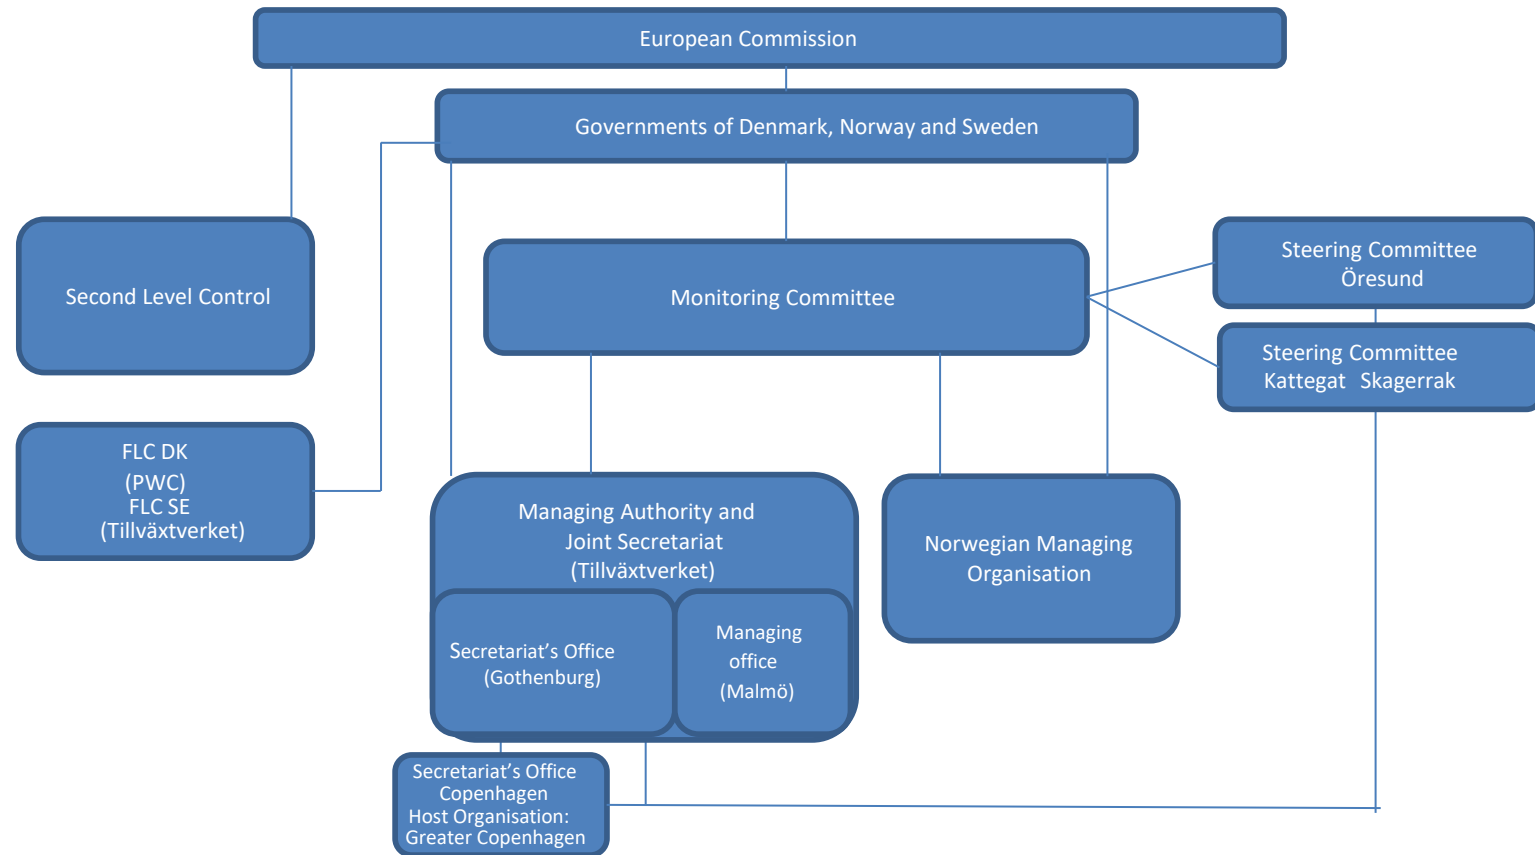 European Commission
Governments of Denmark, Norway and Sweden
Second Level Control
Monitoring Committee
Steering Committee
Öresund
Steering Committee
Kattegat Skagerrak
FLC DK
(PWC)
FLC SE
(Tillväxtverket)
Managing Authority and
Joint Secretariat
(Tillväxtverket)
Norwegian Managing
Organisation
Secretariat’s Office
(Gothenburg)
Managing
office
(Malmö)
Secretariat’s Office
Copenhagen
Host Organisation:
Greater Copenhagen